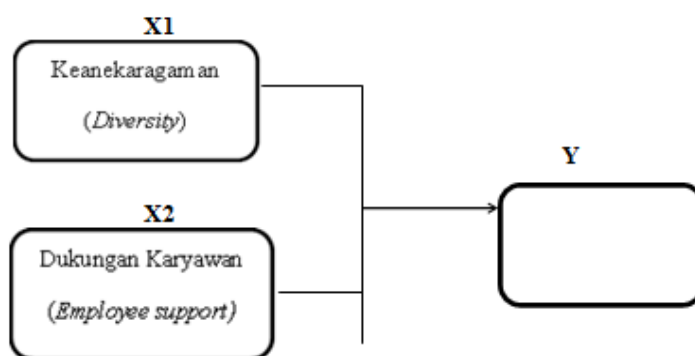 X1
Keanekaragaman
(Diversity)
Y
X2
Dukungan Karyawan
(Employee support)